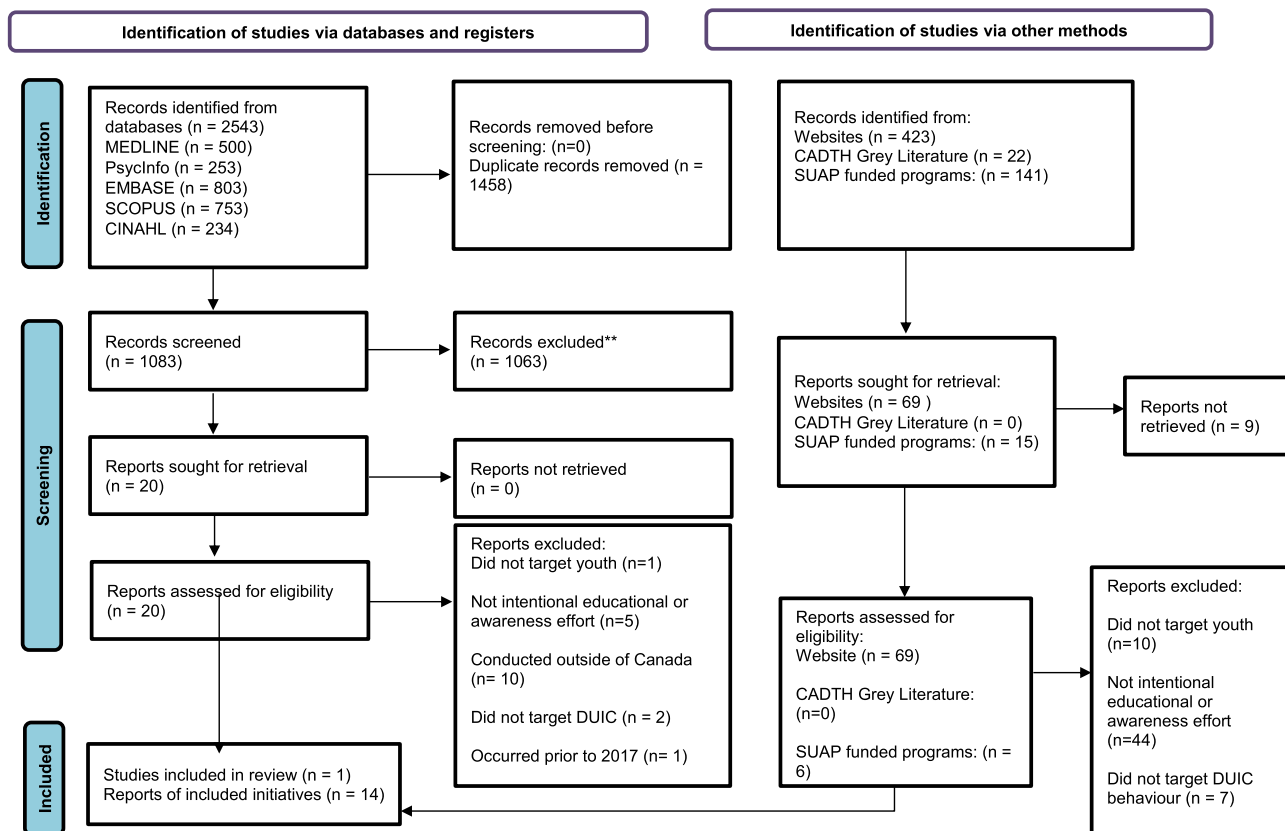 Identification of studies via databases and registers
Identification of studies via other methods
Identification
Records identified from
databases (n = 2543)
MEDLINE (n = 500)
PsycInfo (n = 253)
EMBASE (n = 803)
SCOPUS (n = 753)
CINAHL (n = 234)
Records removed before
screening: (n=0)
Duplicate records removed (n =
1458)
Records identified from:
Websites (n = 423)
CADTH Grey Literature (n = 22)
SUAP funded programs: (n = 141)
Screening
Records screened
(n = 1083)
Records excluded**
(n = 1063)
Reports sought for retrieval
(n = 20)
Reports not retrieved
(n = 0)
Reports sought for retrieval:
Websites (n = 69 )
CADTH Grey Literature (n = 0)
SUAP funded programs: (n = 15)
Reports not
retrieved (n = 9)
Reports assessed for eligibility
(n = 20)
Reports excluded:
Did not target youth (n=1)
Not intentional educational or
awareness effort (n=5)
Conducted outside of Canada
(n= 10)
Did not target DUIC (n = 2)
Occurred prior to 2017 (n= 1)
Reports assessed for
eligibility:
Website (n = 69)
CADTH Grey Literature:
(n=0)
SUAP funded programs: (n =
6)
Reports excluded:
Did not target youth
(n=10)
Not intentional
educational or
awareness effort
(n=44)
Did not target DUIC
behaviour (n = 7)
Included
Studies included in review (n = 1)
Reports of included initiatives (n = 14)